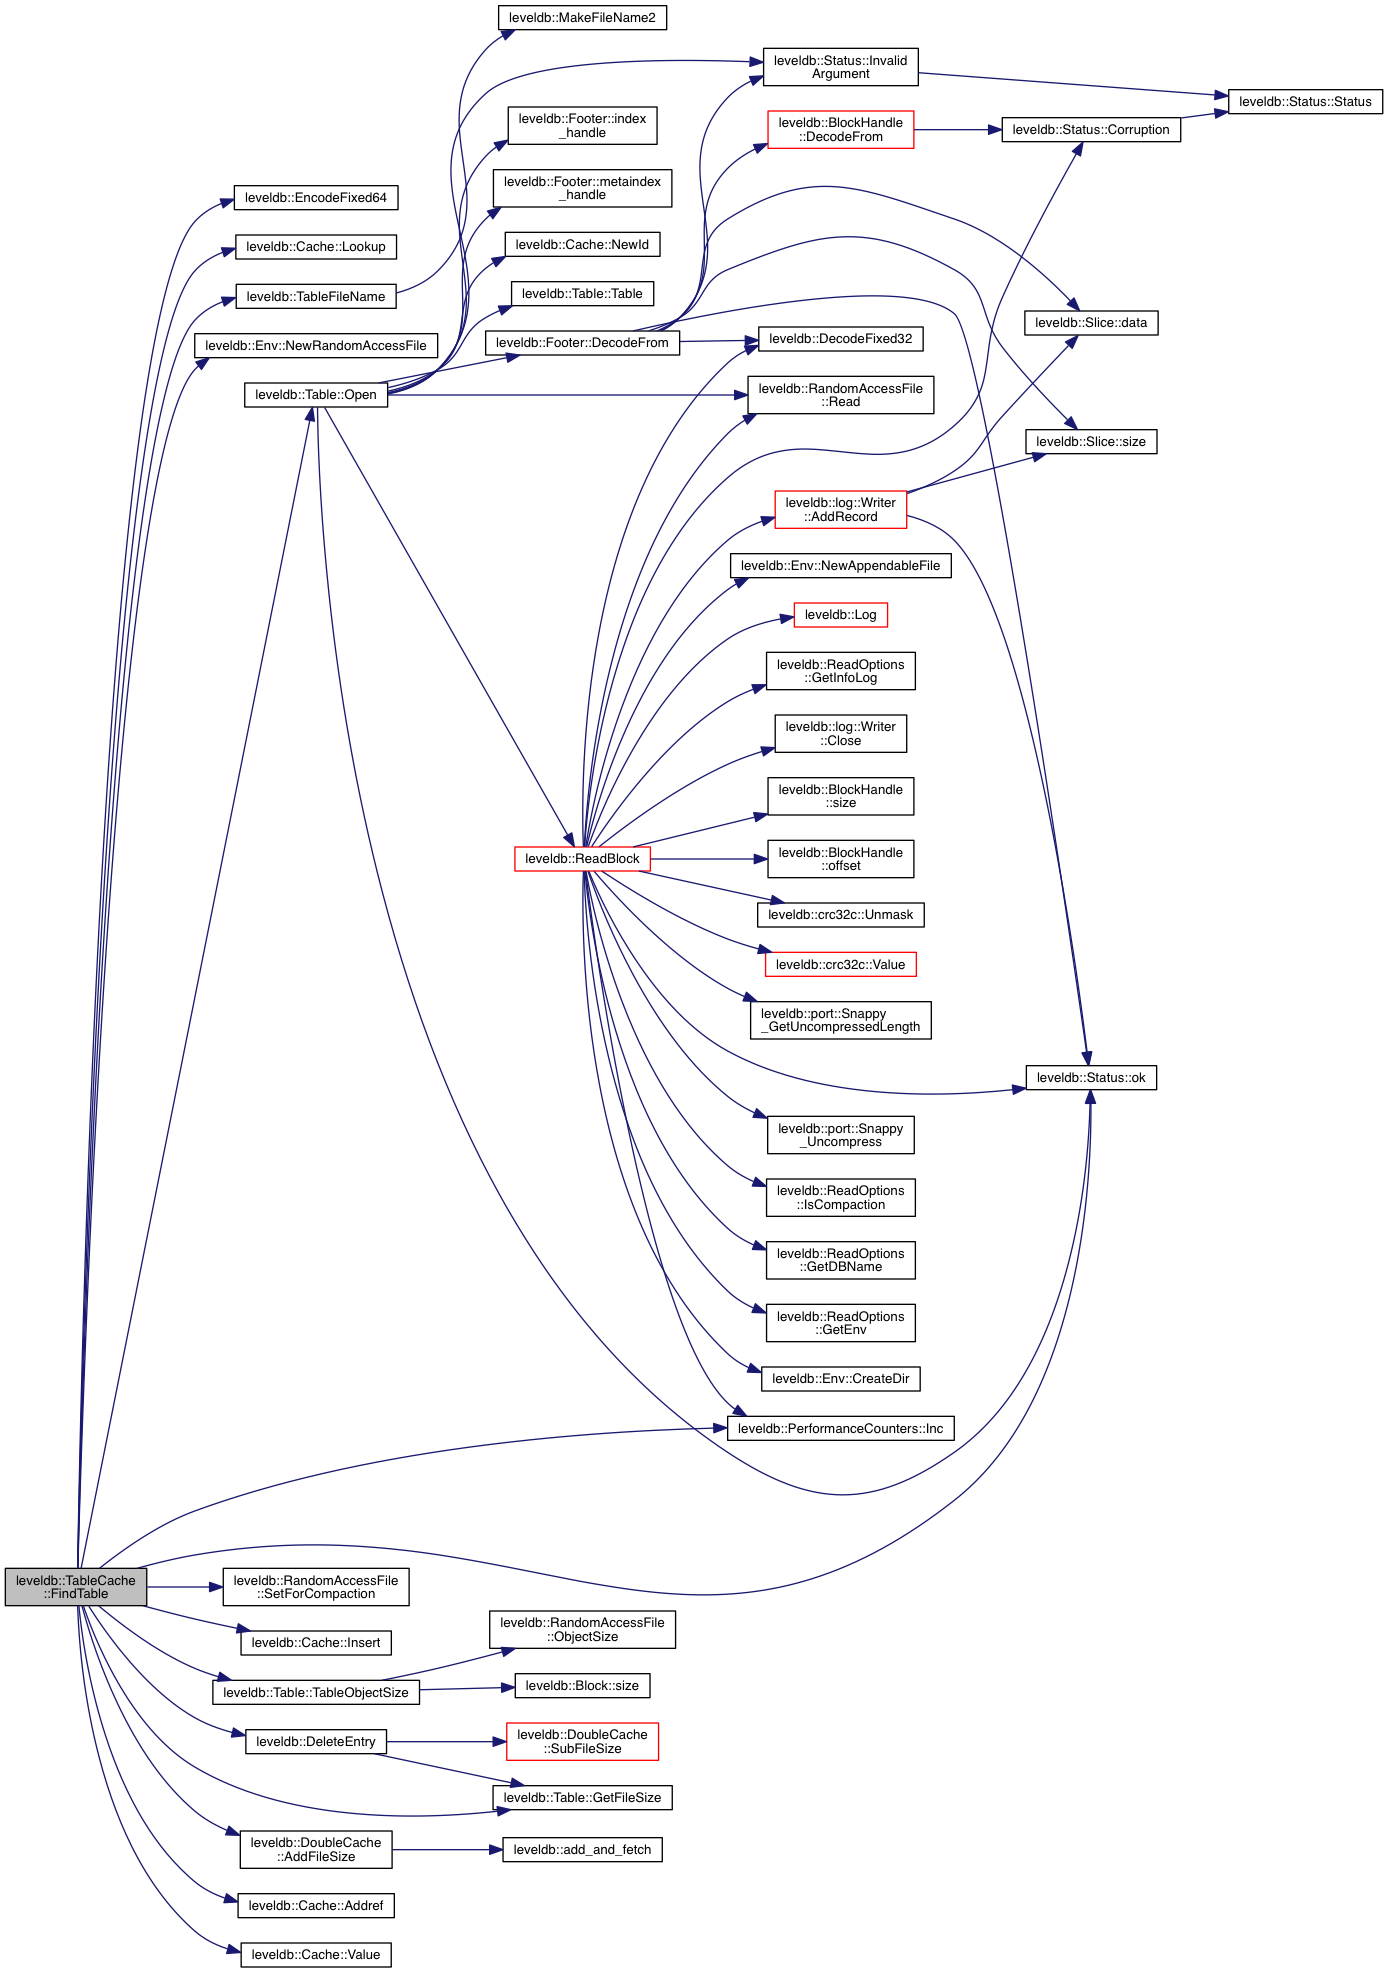 leveldb::MakeFileName2
leveldb::Status::Invalid
Argument
leveldb::Status::Status
leveldb::Footer::index
_handle
leveldb::BlockHandle
::DecodeFrom
leveldb::Status::Corruption
leveldb::EncodeFixed64
leveldb::Footer::metaindex
_handle
leveldb::Cache::Lookup
leveldb::Cache::NewId
leveldb::TableFileName
leveldb::Table::Table
leveldb::Slice::data
leveldb::Env::NewRandomAccessFile
leveldb::Footer::DecodeFrom
leveldb::DecodeFixed32
leveldb::Table::Open
leveldb::RandomAccessFile
::Read
leveldb::Slice::size
leveldb::log::Writer
::AddRecord
leveldb::Env::NewAppendableFile
leveldb::Log
leveldb::ReadOptions
::GetInfoLog
leveldb::log::Writer
::Close
leveldb::BlockHandle
::size
leveldb::ReadBlock
leveldb::BlockHandle
::offset
leveldb::crc32c::Unmask
leveldb::crc32c::Value
leveldb::port::Snappy
_GetUncompressedLength
leveldb::Status::ok
leveldb::port::Snappy
_Uncompress
leveldb::ReadOptions
::IsCompaction
leveldb::ReadOptions
::GetDBName
leveldb::ReadOptions
::GetEnv
leveldb::Env::CreateDir
leveldb::PerformanceCounters::Inc
leveldb::TableCache
::FindTable
leveldb::RandomAccessFile
::SetForCompaction
leveldb::Cache::Insert
leveldb::RandomAccessFile
::ObjectSize
leveldb::Table::TableObjectSize
leveldb::Block::size
leveldb::DeleteEntry
leveldb::DoubleCache
::SubFileSize
leveldb::Table::GetFileSize
leveldb::DoubleCache
::AddFileSize
leveldb::add_and_fetch
leveldb::Cache::Addref
leveldb::Cache::Value